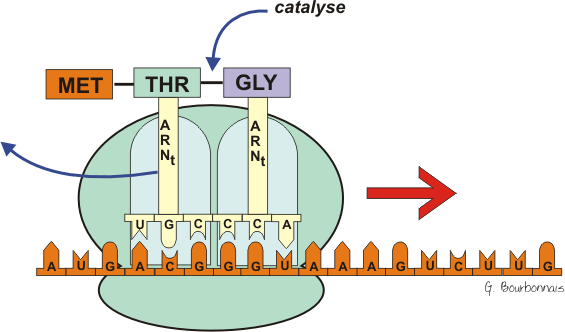 catalyse
MET THR GLY
ARNt ARNt
U G C C C A
A U G A C G G G U A A A G U C U U G
G. Bourbonnais